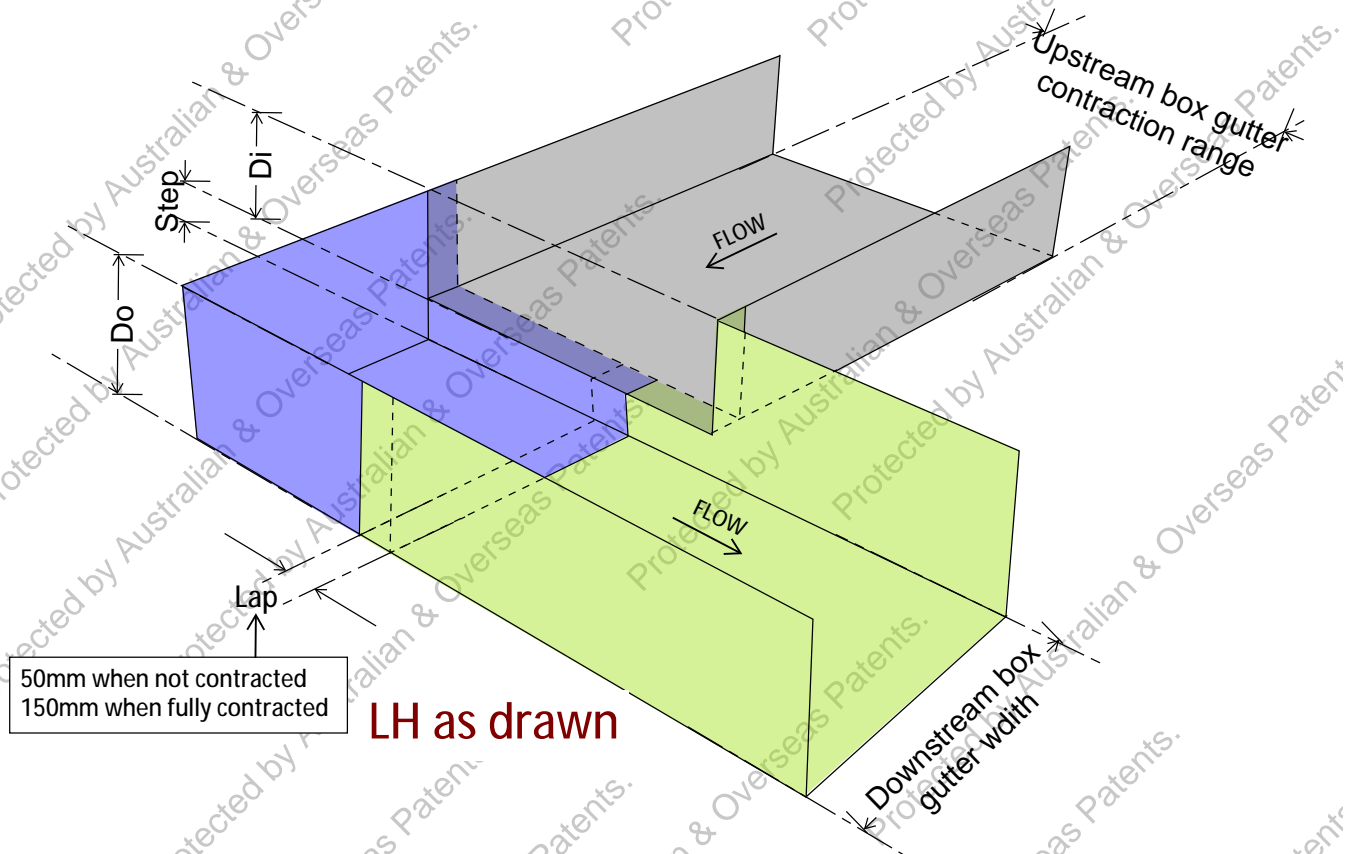 Upstream box gutter
contraction range
Di
Step
Do
FLOW
FLOW
Lap
50mm when not contracted
150mm when fully contracted
LH as drawn
Downstream box
gutter wdith
Protected by Australian & Overseas Patents.